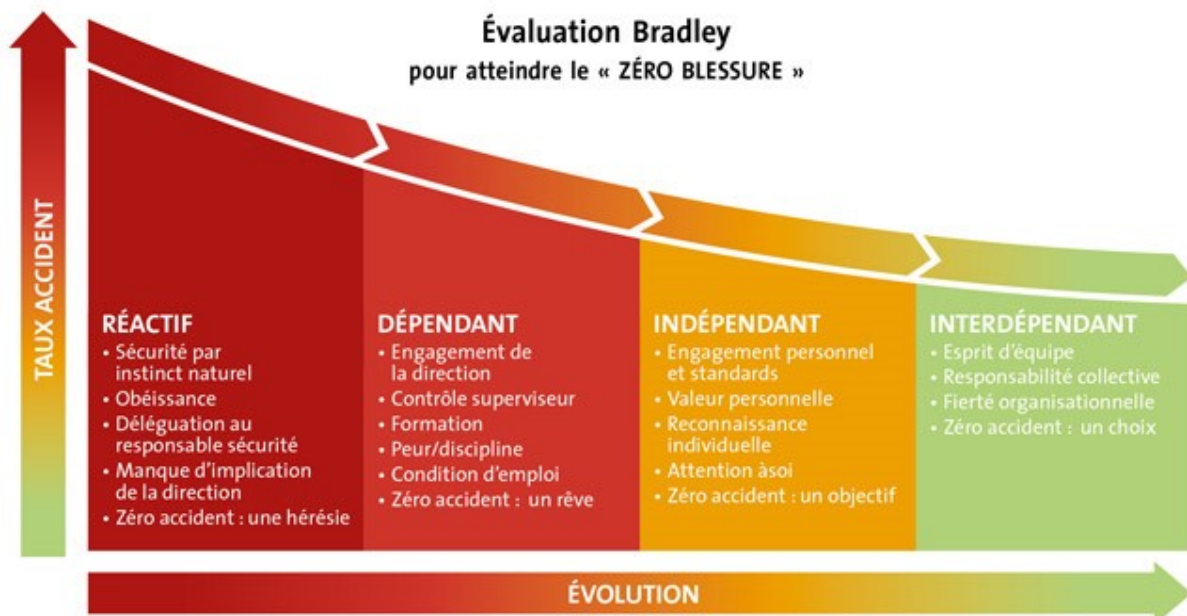 Évaluation Bradley
pour atteindre le « ZÉRO BLESSURE »
TAUX ACCIDENT
RÉACTIF
• Sécurité par
instinct naturel
• Obéissance
• Déléguation au
responsable sécurité
• Manque d'implication
de la direction
• Zéro accident : une hérésie
DÉPENDANT
• Engagement de
la direction
• Contrôle superviseur
• Formation
• Peur/discipline
• Condition d'emploi
• Zéro accident : un rêve
INDÉPENDANT
• Engagement personnel
et standards
• Valeur personnelle
• Reconnaissance
individuelle
• Attention àsoi
• Zéro accident : un objectif
INTERDÉPENDANT
• Esprit d'équipe
• Responsabilité collective
• Fierté organisationnelle
• Zéro accident : un choix
ÉVOLUTION